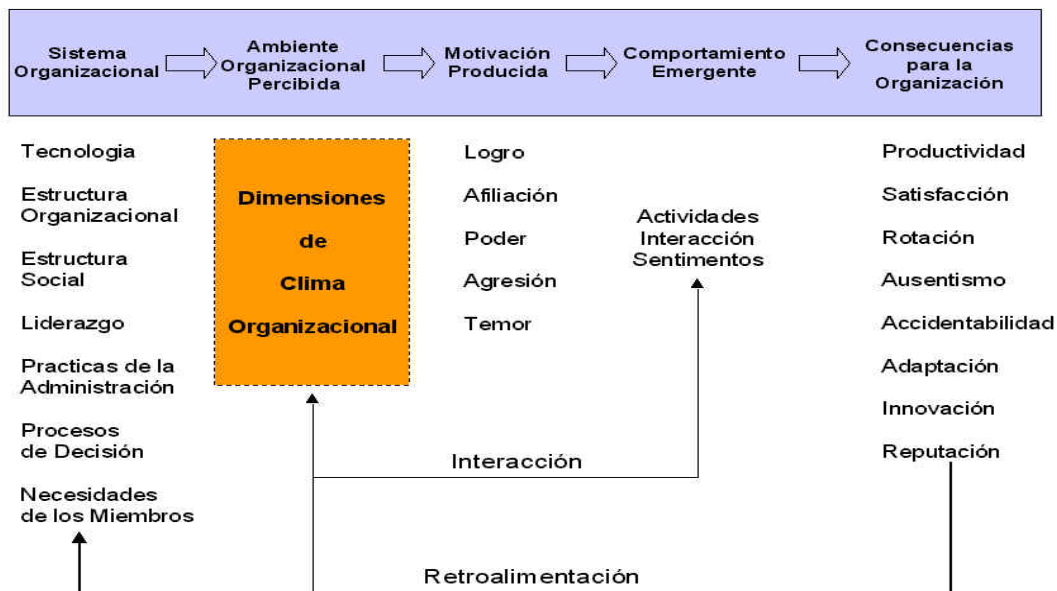 Sistema
Organizacional
Ambiente
Organizacional
Percibida
Motivación
Producida
Comportamiento
Emergente
Consecuencias
para la
Organización
Tecnologia
Estructura
Organizacional
Estructura
Social
Liderazgo
Practicas de la
Administración
Procesos
de Decisión
Necesidades
de los Miembros
Dimensiones
de
Clima
Organizacional
Logro
Afiliación
Poder
Agresión
Temor
Actividades
Interacción
Sentimentos
Productividad
Satisfacción
Rotación
Ausentismo
Accidentabilidad
Adaptación
Innovación
Reputación
Interacción
Retroalimentación